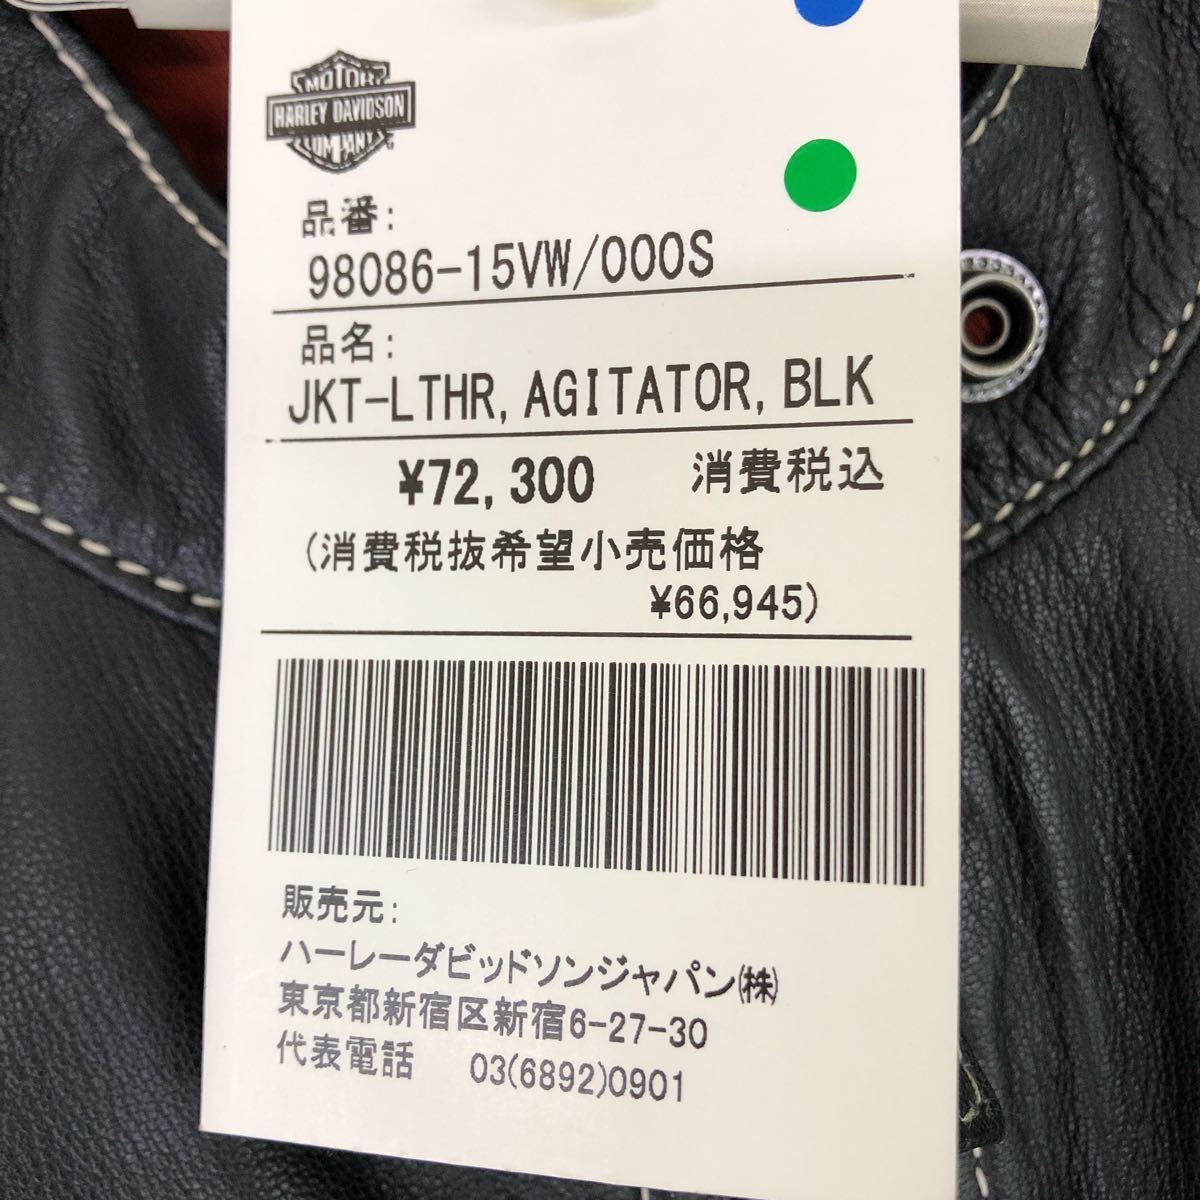 MOTOR
HARLEY DAVIDSON
COMPANY
品番:
98086-15VW/000S
品名:
JKT-LTHR, AGITATOR, BLK
¥72,300 消費税込
(消費税抜希望小売価格
¥66,945)
販売元:
ハーレーダビッドソンジャパン㈱
東京都新宿区新宿6-27-30
代表電話 03(6892)0901